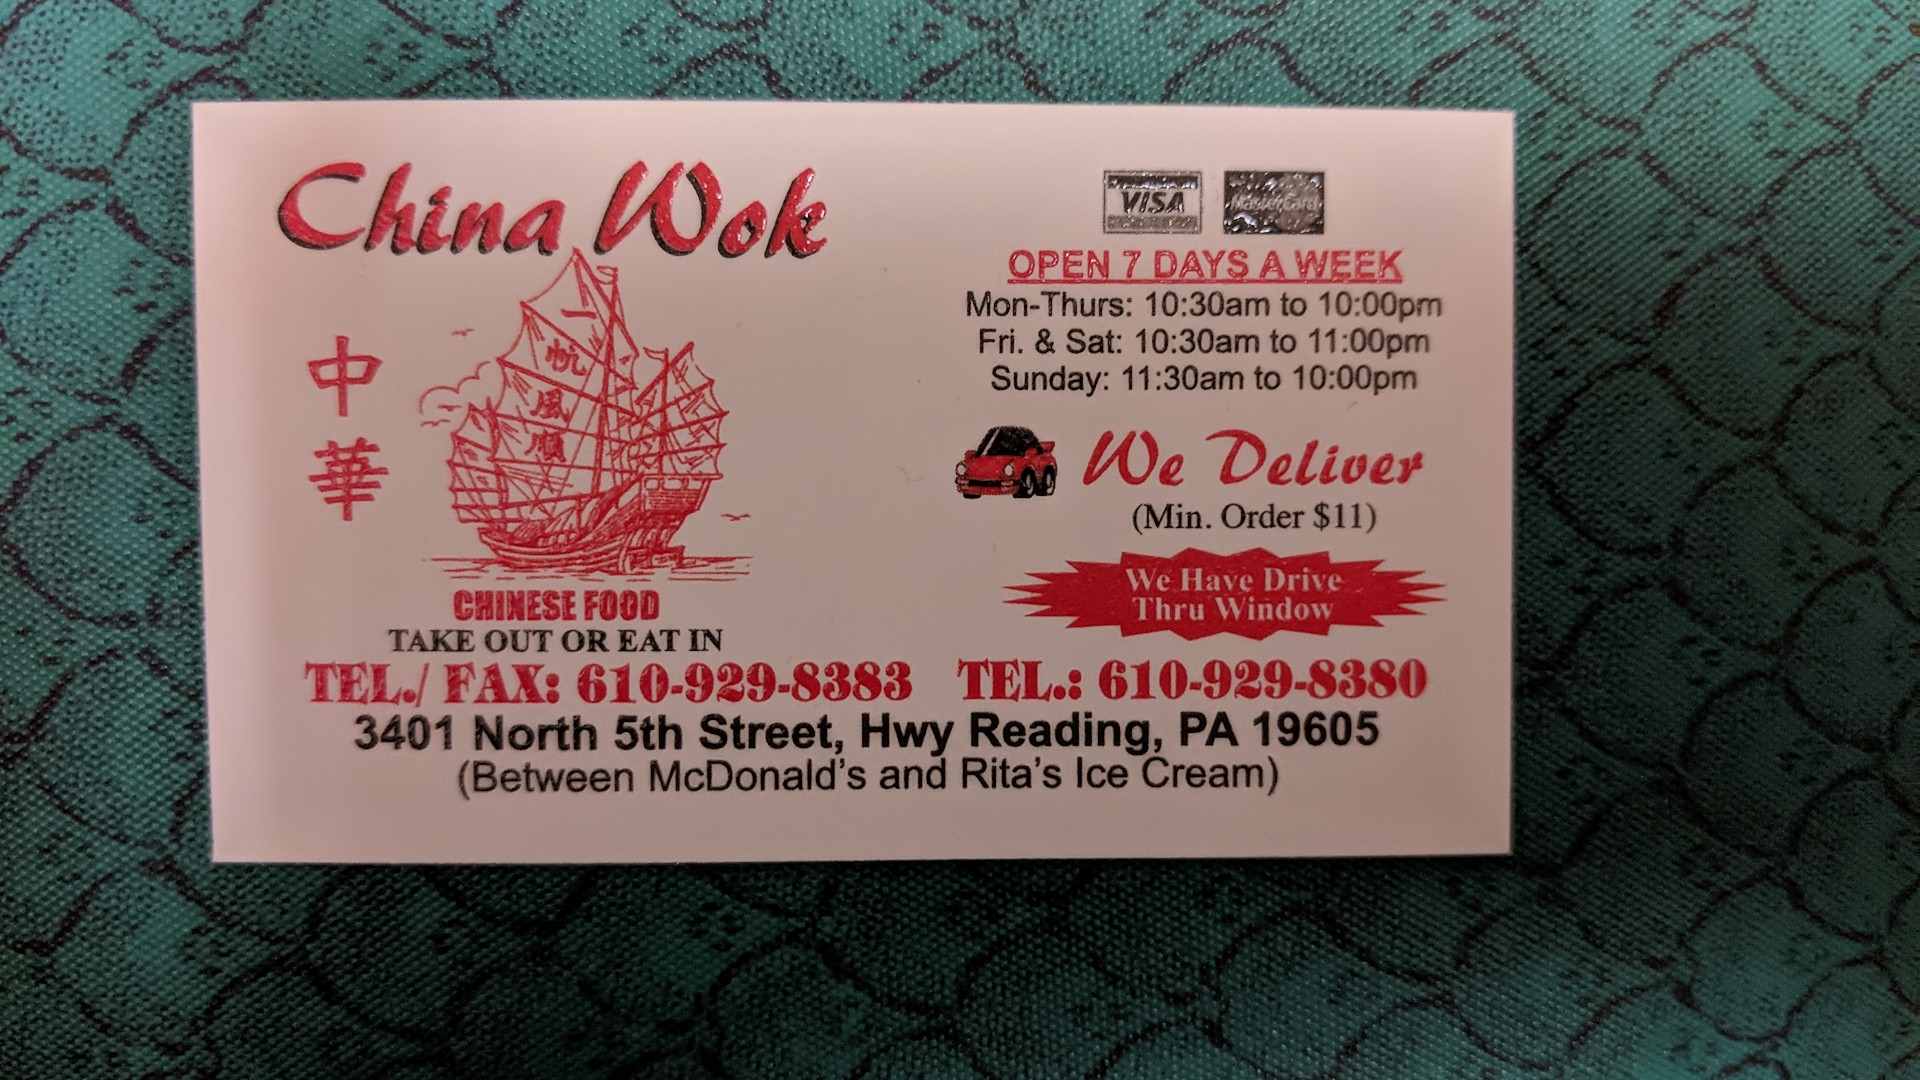 China Wok
中
華
一
帆
風
順
CHINESE FOOD
TAKE OUT OR EAT IN
VISA MasterCard
OPEN 7 DAYS A WEEK
Mon-Thurs: 10:30am to 10:00pm
Fri. & Sat: 10:30am to 11:00pm
Sunday: 11:30am to 10:00pm
We Deliver
(Min. Order $11)
We Have Drive
Thru Window
TEL./ FAX: 610-929-8383 TEL.: 610-929-8380
3401 North 5th Street, Hwy Reading, PA 19605
(Between McDonald's and Rita's Ice Cream)